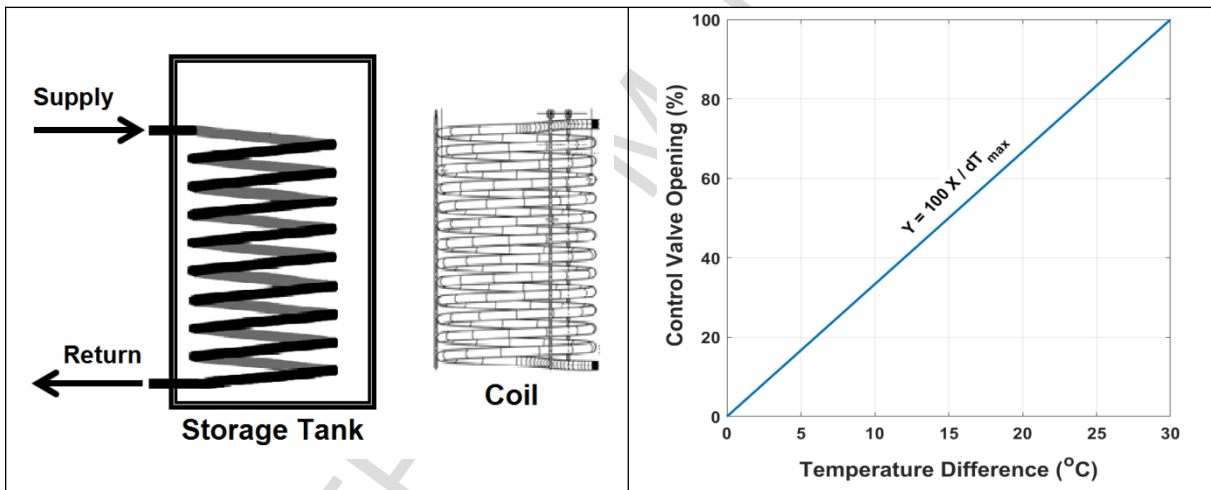 Supply
Return
Storage Tank
Coil
100
80
60
40
20
0
Control Valve Opening (%)
Y = 100 X / dT max
0 5 10 15 20 25 30
Temperature Difference (°C)